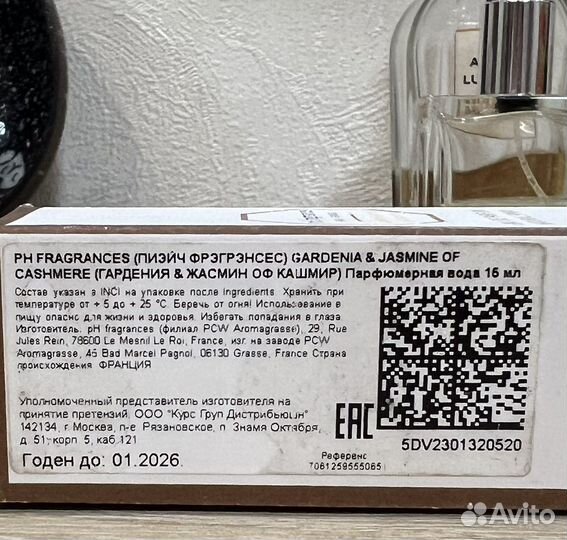 A
LU
PH FRAGRANCES (ПИЭЙЧ ФРЭГРЭНСЕС) GARDENIA & JASMINE OF
CASHMERE (ГАРДЕНИЯ & ЖАСМИН ОФ КАШМИР) Парфюмерная вода 15 мл
Состав указан в INCI на упаковке после ingredients. Хранить при
температуре от + 5 до + 25 °С. Беречь от огня! Использование в
пищу опасно для жизни и здоровья. Избегать попадания в глаза
Изготовитель. pH fragrances (филиал PCW Aromagrasse), 29, Rue
Jules Rein, 78600 Le Mesnil Le Roi, France, изг. на заводе PCW
Aromagrasse, 45 Bad Marcel Pagnol, 06130 Grasse, France Страна
происхождения ФРАНЦИЯ
Уполномоченный представитель изготовителя на
принятие претензий, ООО "Курс Груп Дистрибьюшн"
142134, г. Москва, п-е Рязановское, п. Знамя Октября,
д. 51, корп 5, каб 121
Годен до: 01.2026.
EAC
5DV2301320520
Референс
7061259555065
Avito